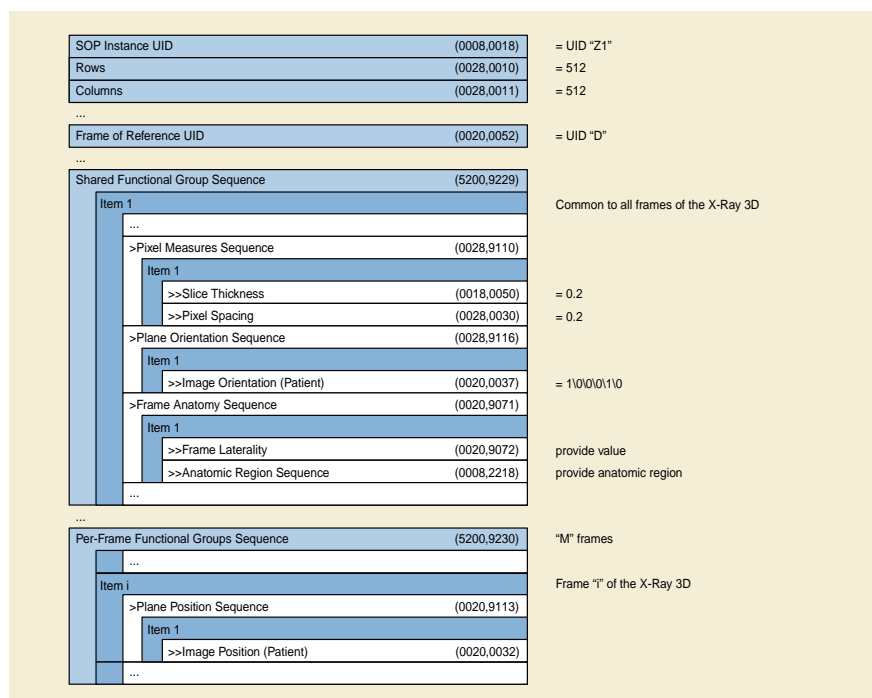 SOP Instance UID (0008,0018) = UID “Z1”
Rows (0028,0010) = 512
Columns (0028,0011) = 512
...
Frame of Reference UID (0020,0052) = UID “D”
...
Shared Functional Group Sequence (5200,9229)
Item 1 Common to all frames of the X-Ray 3D
...
>Pixel Measures Sequence (0028,9110)
Item 1
>>Slice Thickness (0018,0050) = 0.2
>>Pixel Spacing (0028,0030) = 0.2
>Plane Orientation Sequence (0028,9116)
Item 1
>>Image Orientation (Patient) (0020,0037) = 1\0\0\0\1\0
>Frame Anatomy Sequence (0020,9071)
Item 1
>>Frame Laterality (0020,9072) provide value
>>Anatomic Region Sequence (0008,2218) provide anatomic region
...
...
Per-Frame Functional Groups Sequence (5200,9230) “M” frames
...
Item i Frame “i” of the X-Ray 3D
>Plane Position Sequence (0020,9113)
Item 1
>>Image Position (Patient) (0020,0032)
...